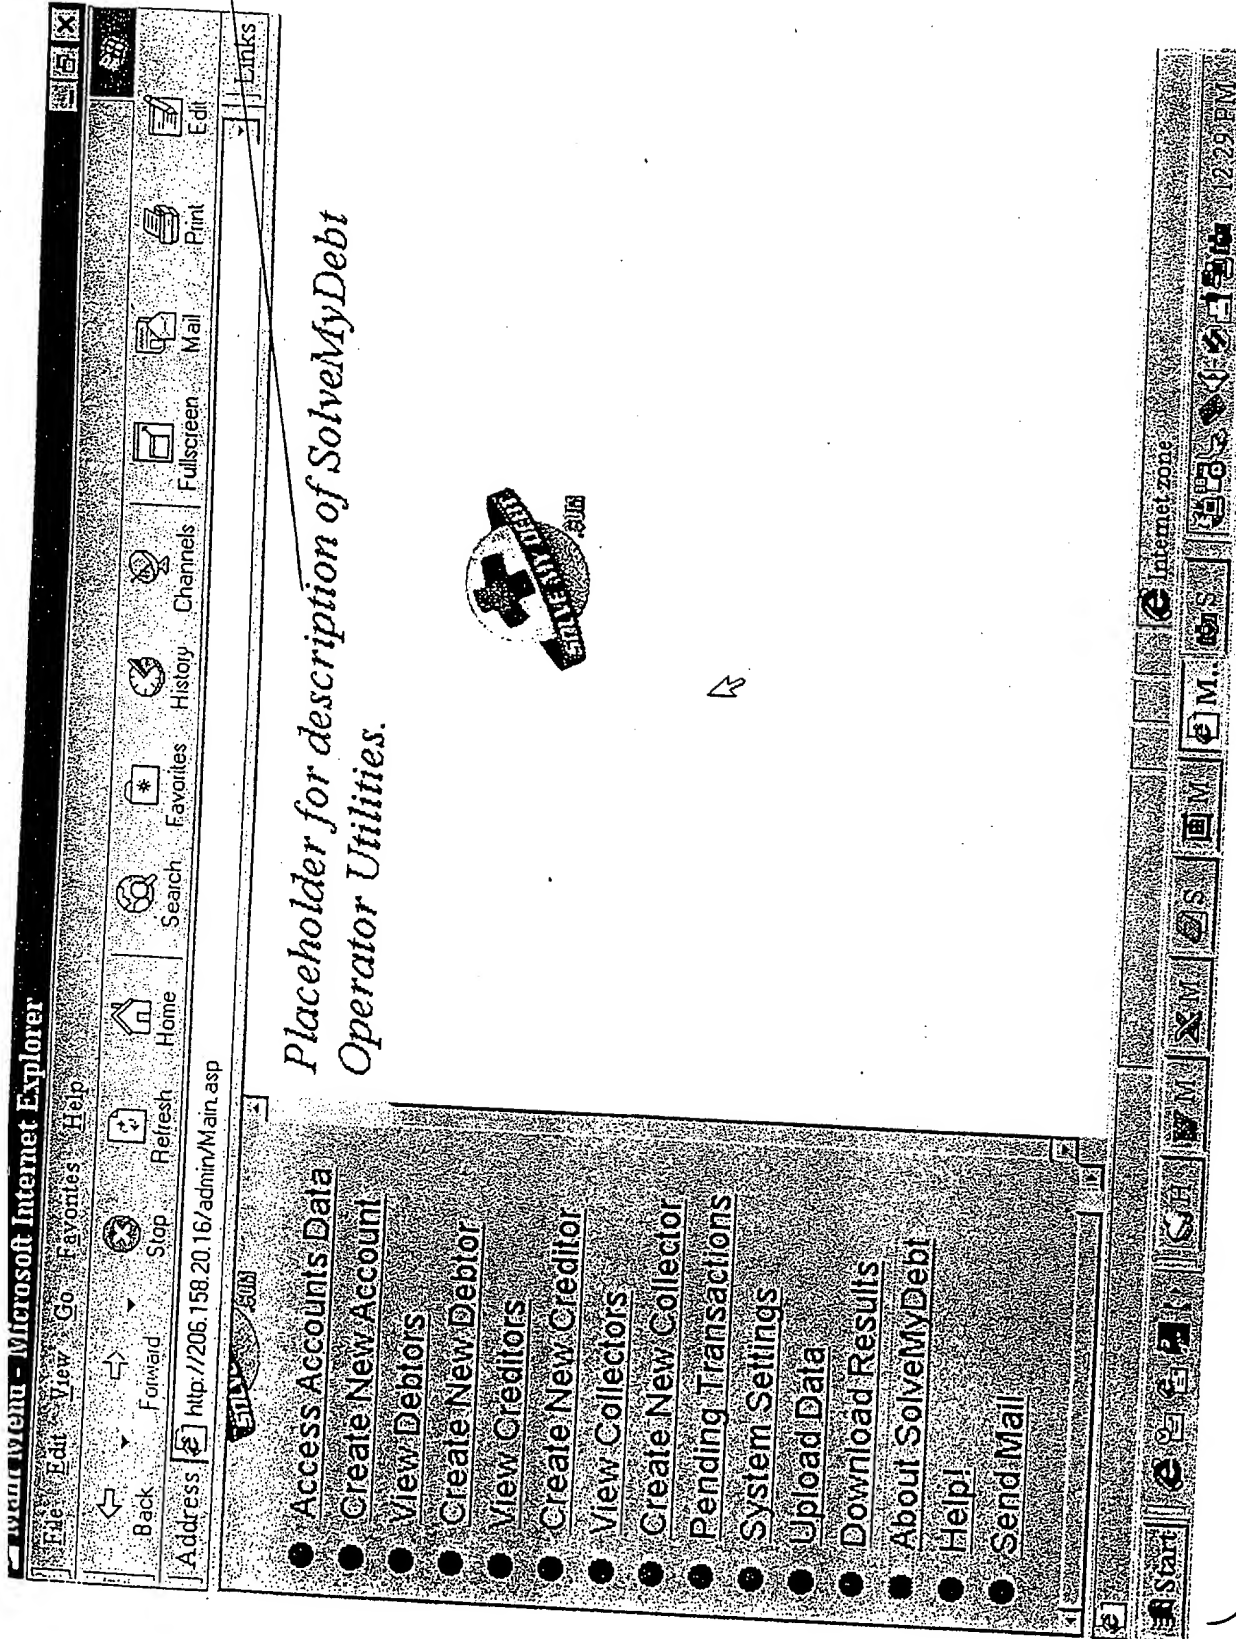 Main Menu - Microsoft Internet Explorer
File Edit View Go Favorites Help
Back Forward Stop Refresh Home Search Favorites History Channels Fullscreen Mail Print Edit
Address http://206.158.20.16/admin/Main.asp Links
Access Accounts Data
Create New Account
View Debtors
Create New Debtor
View Creditors
Create New Creditor
View Collectors
Create New Collector
Pending Transactions
System Settings
Upload Data
Download Results
About SolveMyDebt
Help!
Send Mail
Placeholder for description of SolveMyDebt
Operator Utilities.
SOLVE MY DEBT
.COM
Internet zone
Start H M M S M M.. S 12:29 PM